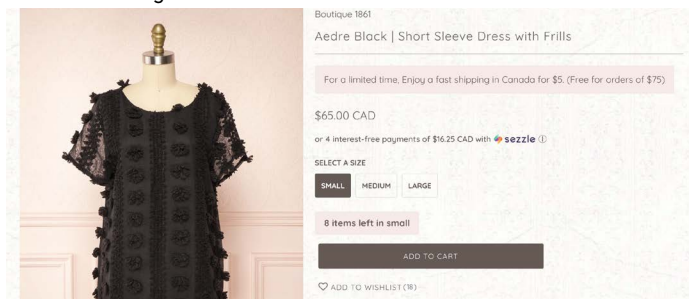 Boutique 1861
Aedre Black | Short Sleeve Dress with Frills
For a limited time, Enjoy a fast shipping in Canada for $5. (Free for orders of $75)
$65.00 CAD
or 4 interest-free payments of $16.25 CAD with sezzle ⓘ
SELECT A SIZE
SMALL MEDIUM LARGE
8 items left in small
ADD TO CART
ADD TO WISHLIST (18)